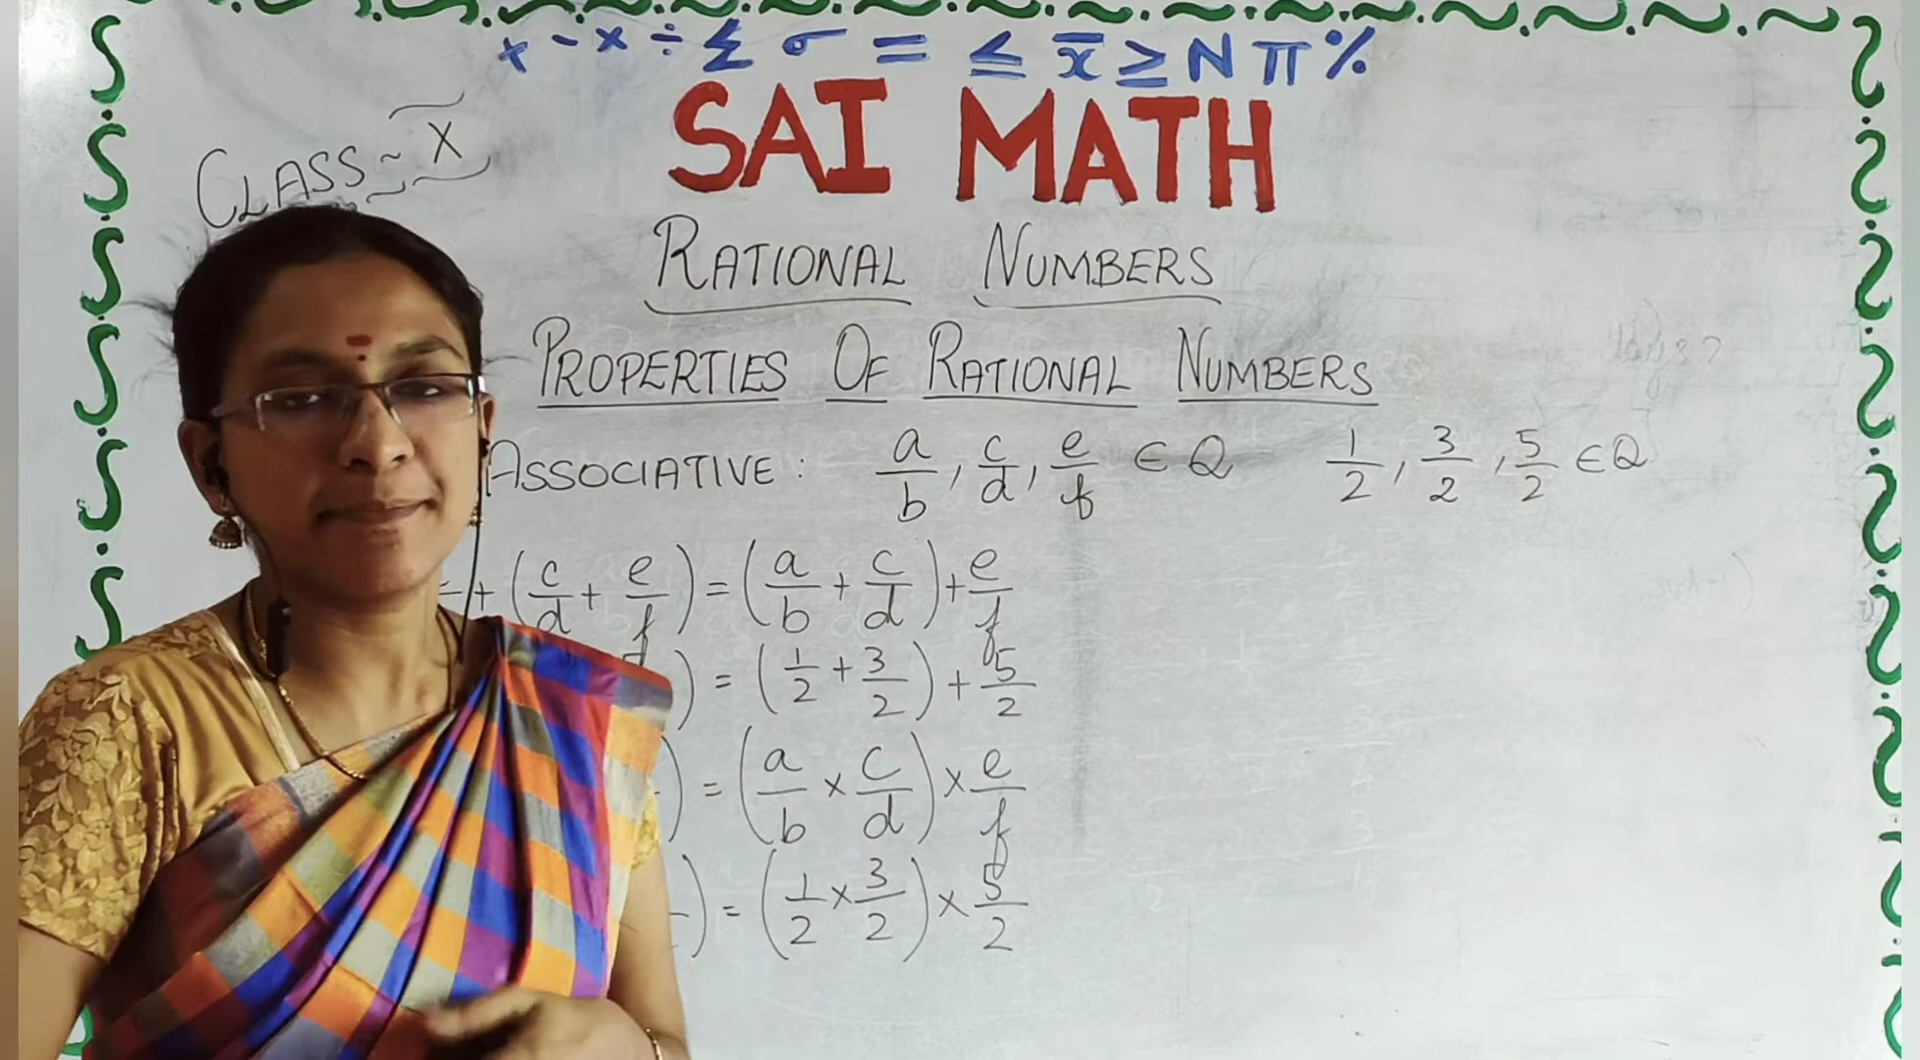 + - × ÷ Σ σ = ≤ x̄ ≥ N π %
SAI MATH
CLASS ~ X
RATIONAL NUMBERS
PROPERTIES OF RATIONAL NUMBERS
ASSOCIATIVE : a/b , c/d , e/f ∈ Q 1/2 , 3/2 , 5/2 ∈ Q
+ (c/d + e/f) = (a/b + c/d) + e/f
) = (1/2 + 3/2) + 5/2
) = (a/b × c/d) × e/f
) = (1/2 × 3/2) × 5/2